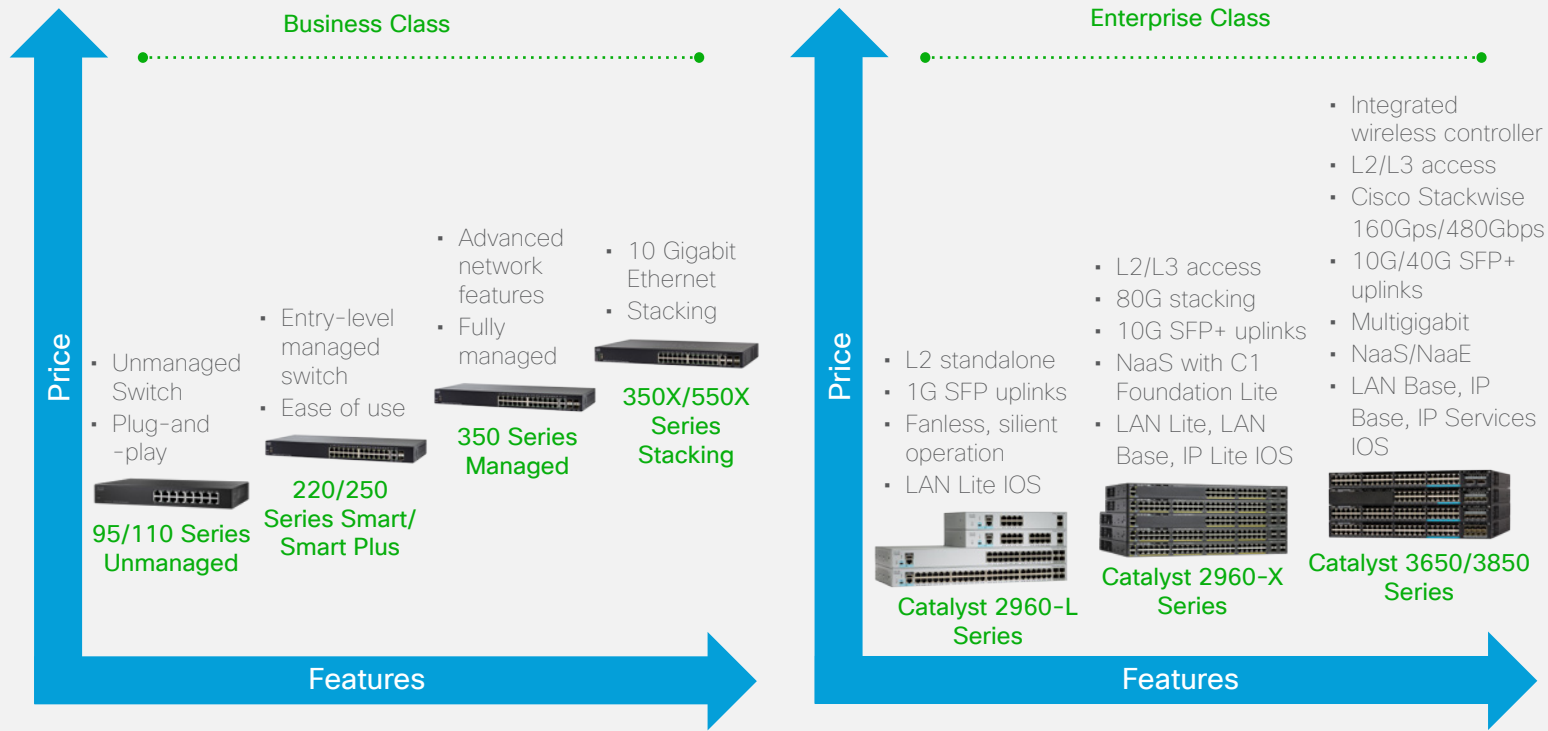 Business Class
Price
▪ Unmanaged
Switch
▪ Plug-and
-play
95/110 Series
Unmanaged
▪ Entry-level
managed
switch
▪ Ease of use
220/250
Series Smart/
Smart Plus
▪ Advanced
network
features
▪ Fully
managed
350 Series
Managed
▪ 10 Gigabit
Ethernet
▪ Stacking
350X/550X
Series
Stacking
Features
Enterprise Class
Price
▪ L2 standalone
▪ 1G SFP uplinks
▪ Fanless, silient
operation
▪ LAN Lite IOS
Catalyst 2960-L
Series
▪ L2/L3 access
▪ 80G stacking
▪ 10G SFP+ uplinks
▪ NaaS with C1
Foundation Lite
▪ LAN Lite, LAN
Base, IP Lite IOS
Catalyst 2960-X
Series
▪ Integrated
wireless controller
▪ L2/L3 access
▪ Cisco Stackwise
160Gps/480Gbps
▪ 10G/40G SFP+
uplinks
▪ Multigigabit
▪ NaaS/NaaE
▪ LAN Base, IP
Base, IP Services
IOS
Catalyst 3650/3850
Series
Features